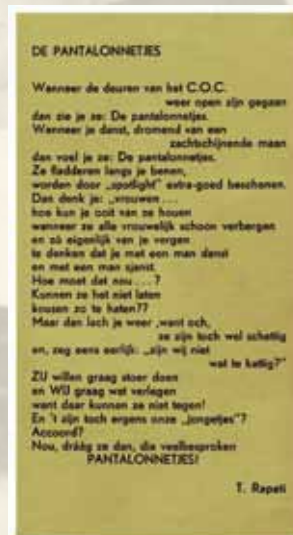 DE PANTALONNETJES
Wanneer de deuren van het C.O.C.
weer open zijn gegaan
dan zie je ze: De pantalonnetjes.
Wanneer je danst, dromend van een
zachtschijnende maan
dan voel je ze: De pantalonnetjes.
Ze fladderen langs je benen,
worden door „spotlight" extra-goed beschenen.
Dan denk je: „vrouwen ...
hoe kun je ooit van ze houen
wanneer ze alle vrouwelijk schoon verbergen
en zò eigenlijk van je vergen
te denken dat je met een man danst
en met een man sjanst.
Hoe moet dat nou ... ?
Kunnen ze het niet laten
kousen zo te haten??
Maar dan lach je weer ,want och,
ze zijn toch wel schattig
en, zeg eens eerlijk: „zijn wij niet
wat te kattig?"
ZIJ willen graag stoer doen
en WIJ graag wat verlegen
want daar kunnen ze niet tegen!
En 't zijn toch ergens onze „jongetjes"?
Accoord?
Nou, dráág ze dan, die veelbesproken
PANTALONNETJES!
T. Rapati